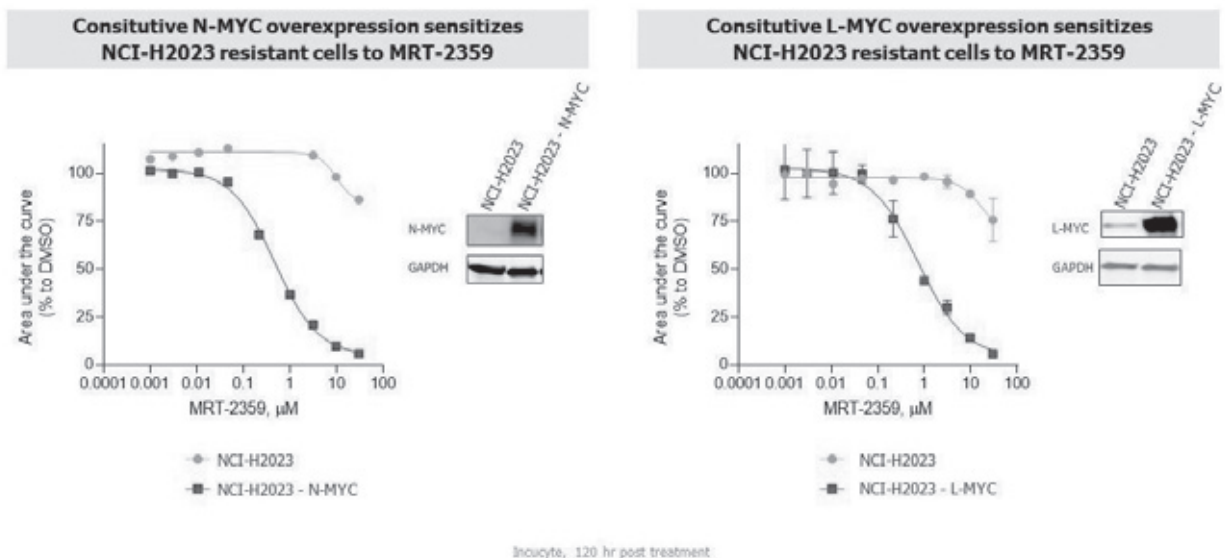 Consitutive N-MYC overexpression sensitizes
NCI-H2023 resistant cells to MRT-2359
Consitutive L-MYC overexpression sensitizes
NCI-H2023 resistant cells to MRT-2359
NCI-H2023
NCI-H2023 - N-MYC
N-MYC
GAPDH
Area under the curve
(% to DMSO)
100
75
50
25
0
0.0001 0.001 0.01 0.1 1 10 100
MRT-2359, μM
NCI-H2023
NCI-H2023 - N-MYC
NCI-H2023
NCI-H2023 - L-MYC
L-MYC
GAPDH
Area under the curve
(% to DMSO)
100
75
50
25
0
0.0001 0.001 0.01 0.1 1 10 100
MRT-2359, μM
NCI-H2023
NCI-H2023 - L-MYC
Incucyte, 120 hr post treatment